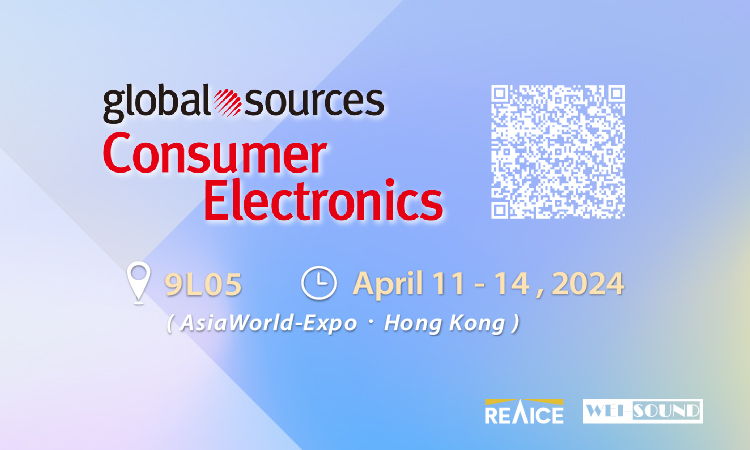 global sources
Consumer
Electronics
9L05
April 11 - 14 , 2024
( AsiaWorld-Expo · Hong Kong )
REAICE
WEI SOUND